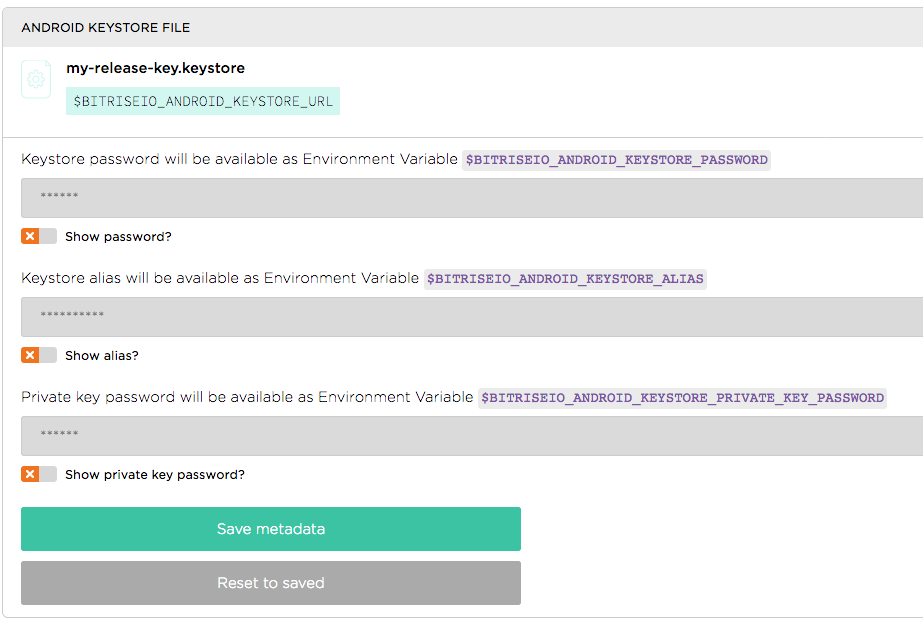 ANDROID KEYSTORE FILE
my-release-key.keystore
$BITRISEIO_ANDROID_KEYSTORE_URL
Keystore password will be available as Environment Variable $BITRISEIO_ANDROID_KEYSTORE_PASSWORD
******
Show password?
Keystore alias will be available as Environment Variable $BITRISEIO_ANDROID_KEYSTORE_ALIAS
**********
Show alias?
Private key password will be available as Environment Variable $BITRISEIO_ANDROID_KEYSTORE_PRIVATE_KEY_PASSWORD
******
Show private key password?
Save metadata
Reset to saved